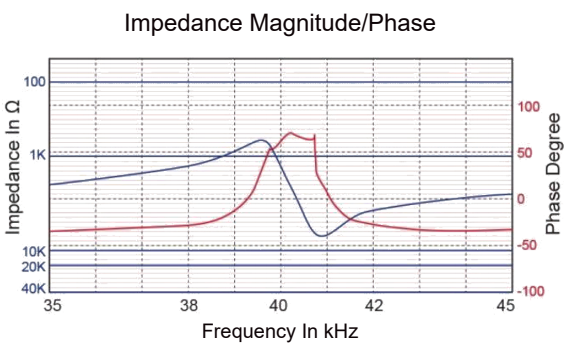 Impedance Magnitude/Phase
Impedance In Ω
100
1K
10K
20K
40K
100
50
0
-50
-100
Phase Degree
35 38 40 42 45
Frequency In kHz